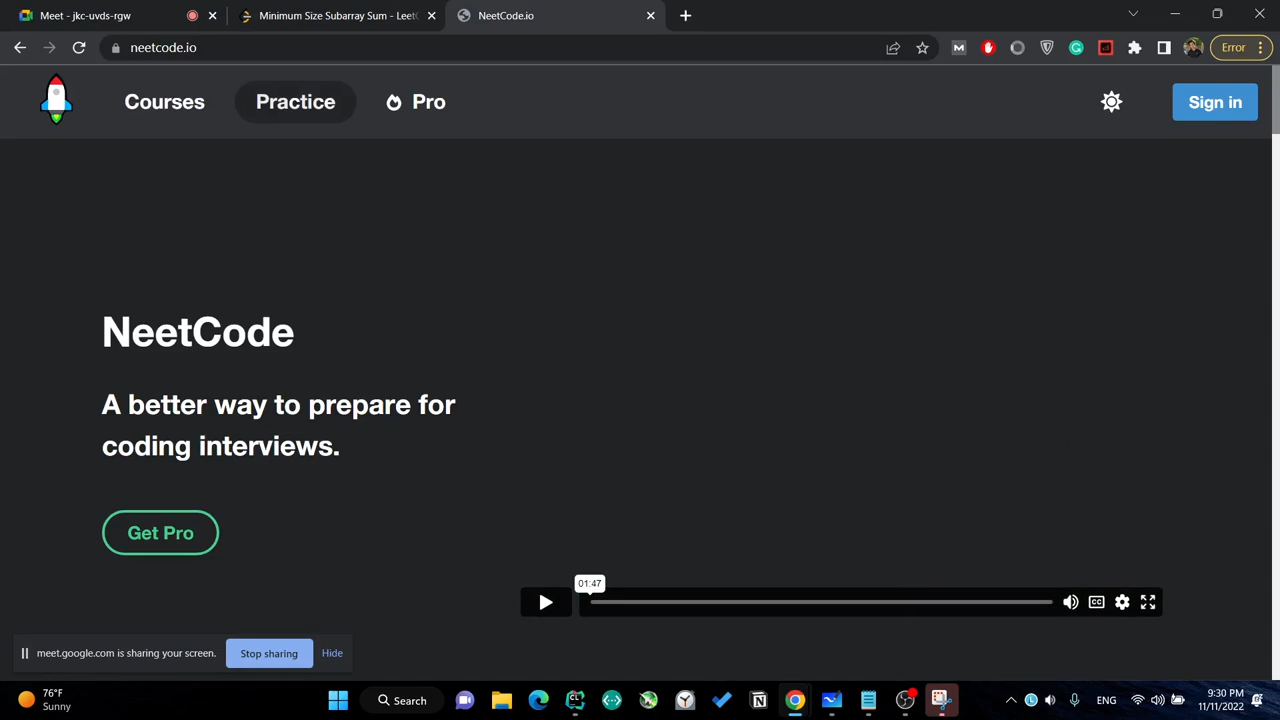 Meet - jkc-uvds-rgw
Minimum Size Subarray Sum - Leet
NeetCode.io
neetcode.io
Error
Courses
Practice
Pro
Sign in
NeetCode
A better way to prepare for
coding interviews.
Get Pro
01:47
CC
meet.google.com is sharing your screen.
Stop sharing
Hide
76°F
Sunny
Search
ENG
9:30 PM
11/11/2022